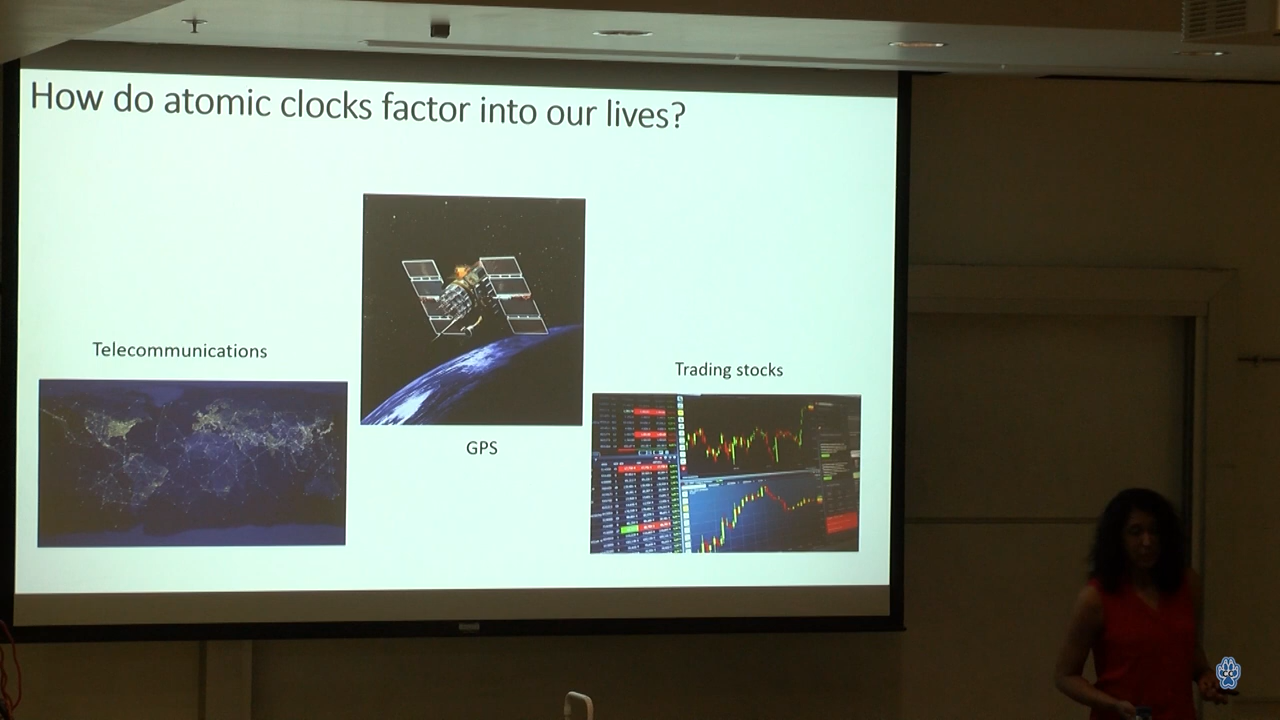 How do atomic clocks factor into our lives?
Telecommunications
GPS
Trading stocks